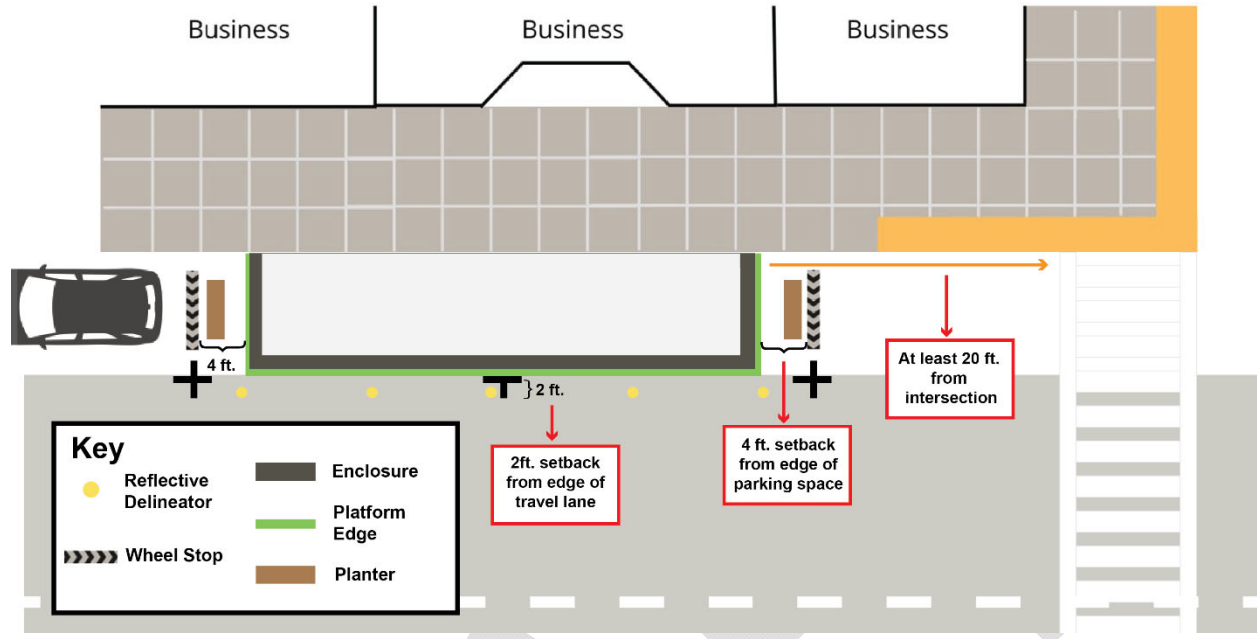 Business
Business
Business
4 ft.
2 ft.
At least 20 ft.
from
intersection
2ft. setback
from edge of
travel lane
4 ft. setback
from edge of
parking space
Key
Reflective
Delineator
Wheel Stop
Enclosure
Platform
Edge
Planter